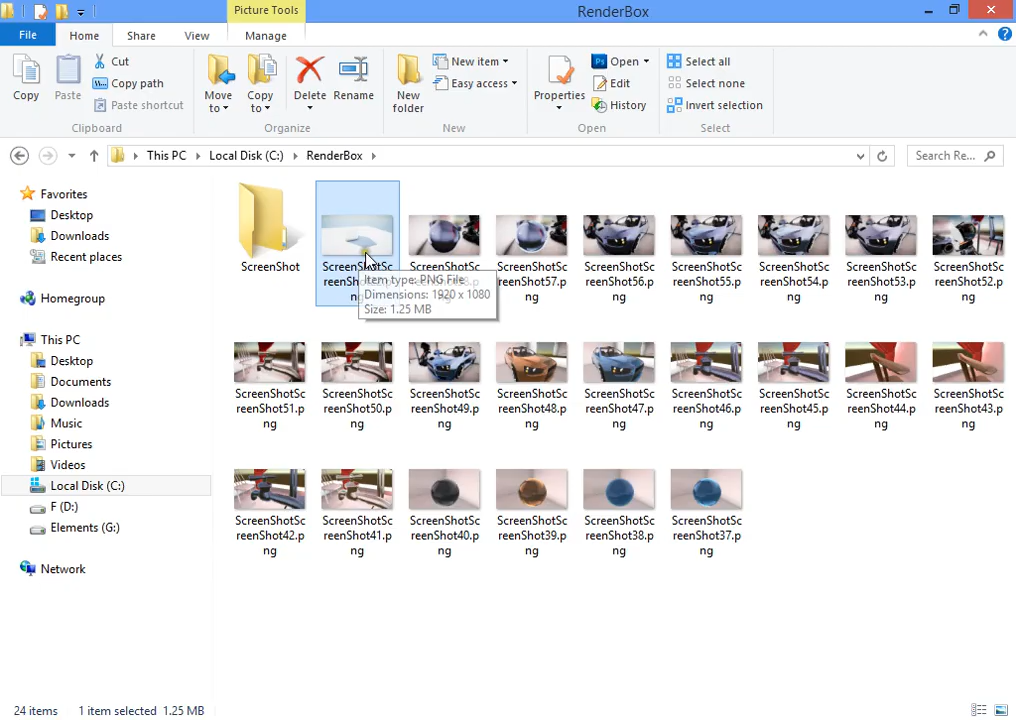 Picture Tools
RenderBox
File
Home
Share
View
Manage
Copy
Paste
Cut
Copy path
Paste shortcut
Clipboard
Move
to
Copy
to
Delete
Rename
Organize
New
folder
New item
Easy access
New
Properties
Open
Edit
History
Open
Select all
Select none
Invert selection
Select
This PC
Local Disk (C:)
RenderBox
Search Re...
Favorites
Desktop
Downloads
Recent places
Homegroup
This PC
Desktop
Documents
Downloads
Music
Pictures
Videos
Local Disk (C:)
F (D:)
Elements (G:)
Network
ScreenShot
Item type: PNG File
Dimensions: 1920 x 1080
Size: 1.25 MB
ScreenShotSc
reenShot57.p
ng
ScreenShotSc
reenShot56.p
ng
ScreenShotSc
reenShot55.p
ng
ScreenShotSc
reenShot54.p
ng
ScreenShotSc
reenShot53.p
ng
ScreenShotSc
reenShot52.p
ng
ScreenShotSc
reenShot51.p
ng
ScreenShotSc
reenShot50.p
ng
ScreenShotSc
reenShot49.p
ng
ScreenShotSc
reenShot48.p
ng
ScreenShotSc
reenShot47.p
ng
ScreenShotSc
reenShot46.p
ng
ScreenShotSc
reenShot45.p
ng
ScreenShotSc
reenShot44.p
ng
ScreenShotSc
reenShot43.p
ng
ScreenShotSc
reenShot42.p
ng
ScreenShotSc
reenShot41.p
ng
ScreenShotSc
reenShot40.p
ng
ScreenShotSc
reenShot39.p
ng
ScreenShotSc
reenShot38.p
ng
ScreenShotSc
reenShot37.p
ng
24 items
1 item selected 1.25 MB